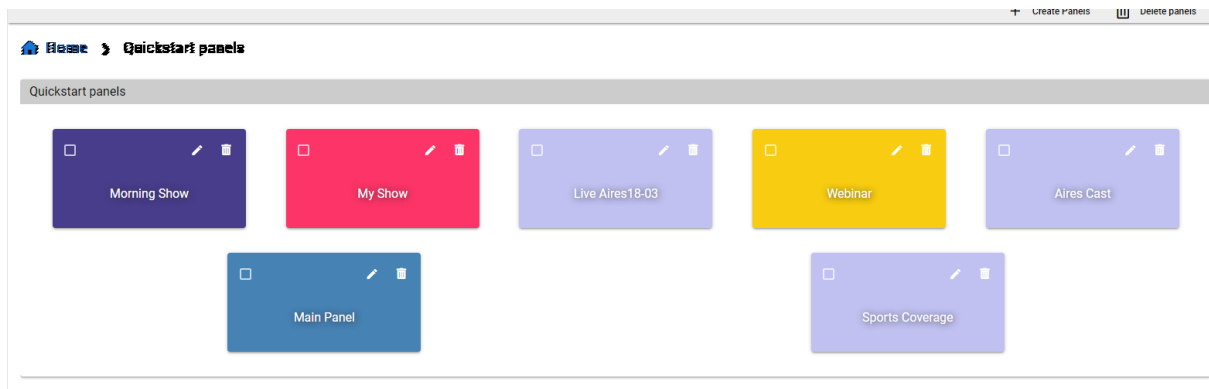 Create Panels Delete panels
Home Quickstart panels
Quickstart panels
Morning Show
My Show
Live Aires18-03
Webinar
Aires Cast
Main Panel
Sports Coverage